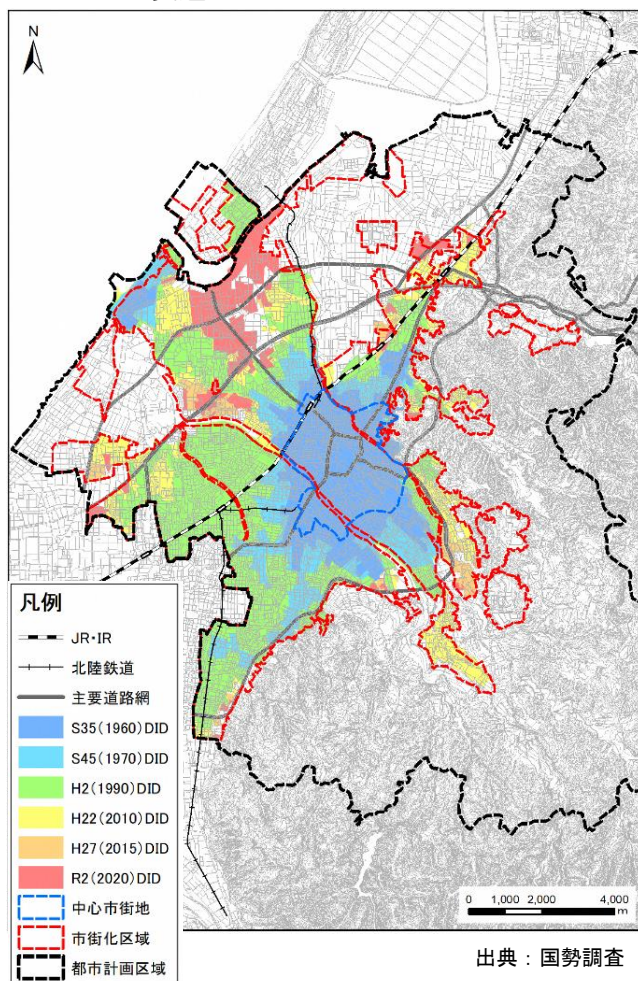 N
凡例
JR・IR
北陸鉄道
主要道路網
S35(1960)DID
S45(1970)DID
H2(1990)DID
H22(2010)DID
H27(2015)DID
R2(2020)DID
中心市街地
市街化区域
都市計画区域
0 1,000 2,000 4,000
m
出典：国勢調査